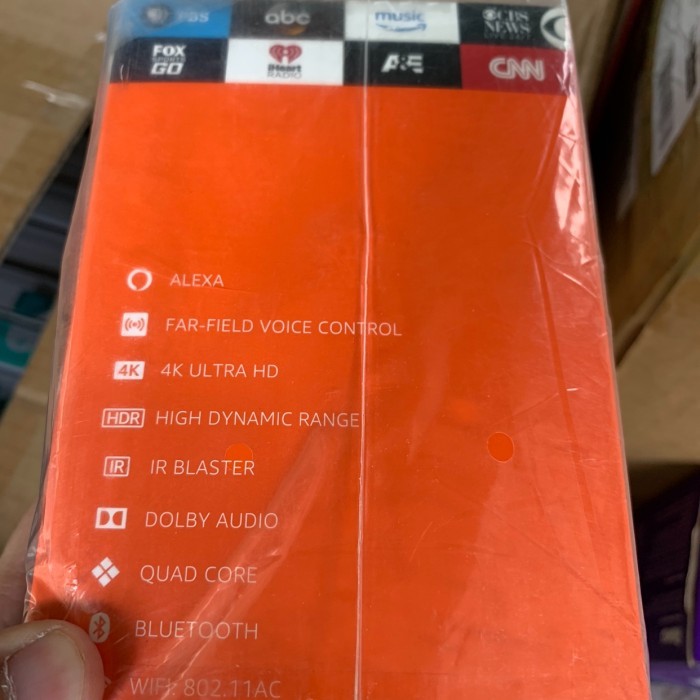 PBS abc music CBS NEWS
FOX SPORTS GO iHeart RADIO A&E CNN
ALEXA
FAR-FIELD VOICE CONTROL
4K 4K ULTRA HD
HDR HIGH DYNAMIC RANGE
IR IR BLASTER
DOLBY AUDIO
QUAD CORE
BLUETOOTH
WIFI: 802.11AC